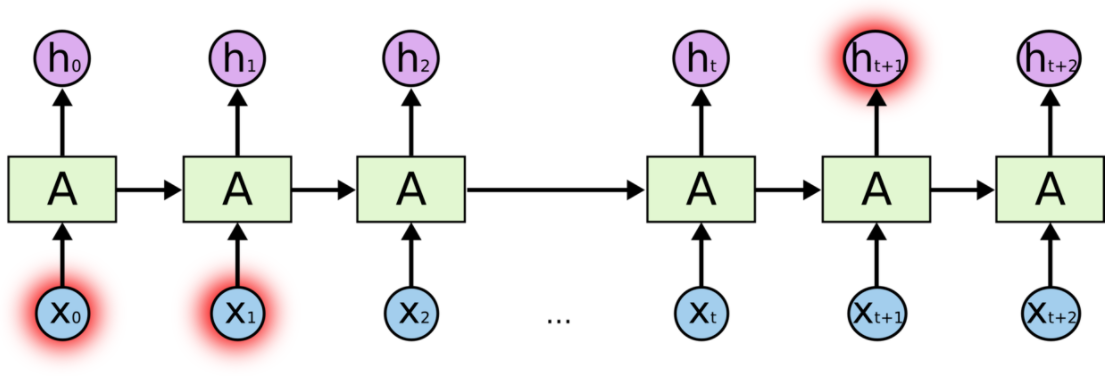 h₀ h₁ h₂ hₜ hₜ₊₁ hₜ₊₂
A A A A A A
x₀ x₁ x₂ ... xₜ xₜ₊₁ xₜ₊₂